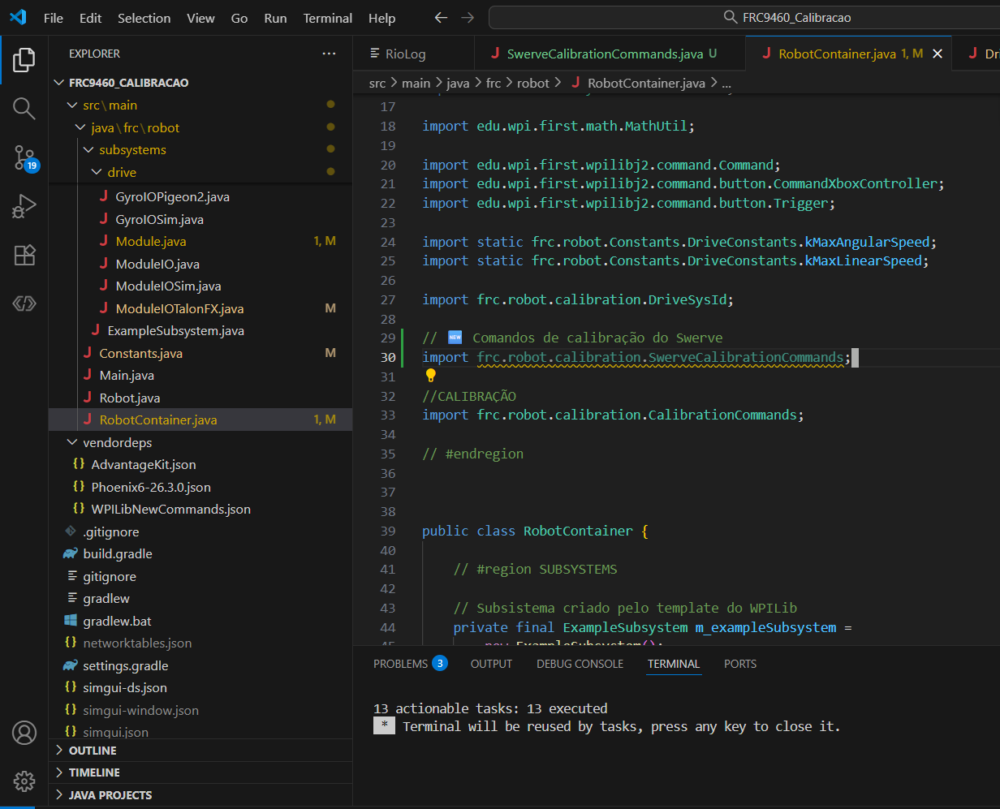 File Edit Selection View Go Run Terminal Help
FRC9460_Calibracao
EXPLORER
FRC9460_CALIBRACAO
src\main
java\frc\robot
subsystems
drive
GyroIOPigeon2.java
GyroIOSim.java
Module.java 1, M
ModuleIO.java
ModuleIOSim.java
ModuleIOTalonFX.java M
ExampleSubsystem.java
Constants.java M
Main.java
Robot.java
RobotContainer.java 1, M
vendordeps
AdvantageKit.json
Phoenix6-26.3.0.json
WPILibNewCommands.json
.gitignore
build.gradle
gitignore
gradlew
gradlew.bat
networktables.json
settings.gradle
simgui-ds.json
simgui-window.json
simgui.json
OUTLINE
TIMELINE
JAVA PROJECTS
19
RioLog
SwerveCalibrationCommands.java U
RobotContainer.java 1, M
src > main > java > frc > robot > RobotContainer.java > ...
17
18 import edu.wpi.first.math.MathUtil;
19
20 import edu.wpi.first.wpilibj2.command.Command;
21 import edu.wpi.first.wpilibj2.command.button.CommandXboxController;
22 import edu.wpi.first.wpilibj2.command.button.Trigger;
23
24 import static frc.robot.Constants.DriveConstants.kMaxAngularSpeed;
25 import static frc.robot.Constants.DriveConstants.kMaxLinearSpeed;
26
27 import frc.robot.calibration.DriveSysId;
28
29 // 🆕 Comandos de calibração do Swerve
30 import frc.robot.calibration.SwerveCalibrationCommands;
31
32 //CALIBRAÇÃO
33 import frc.robot.calibration.CalibrationCommands;
34
35 // #endregion
36
37
38
39 public class RobotContainer {
40
41 // #region SUBSYSTEMS
42
43 // Subsistema criado pelo template do WPILib
44 private final ExampleSubsystem m_exampleSubsystem =
45 new ExampleSubsystem();
PROBLEMS 3 OUTPUT DEBUG CONSOLE TERMINAL PORTS
13 actionable tasks: 13 executed
* Terminal will be reused by tasks, press any key to close it.